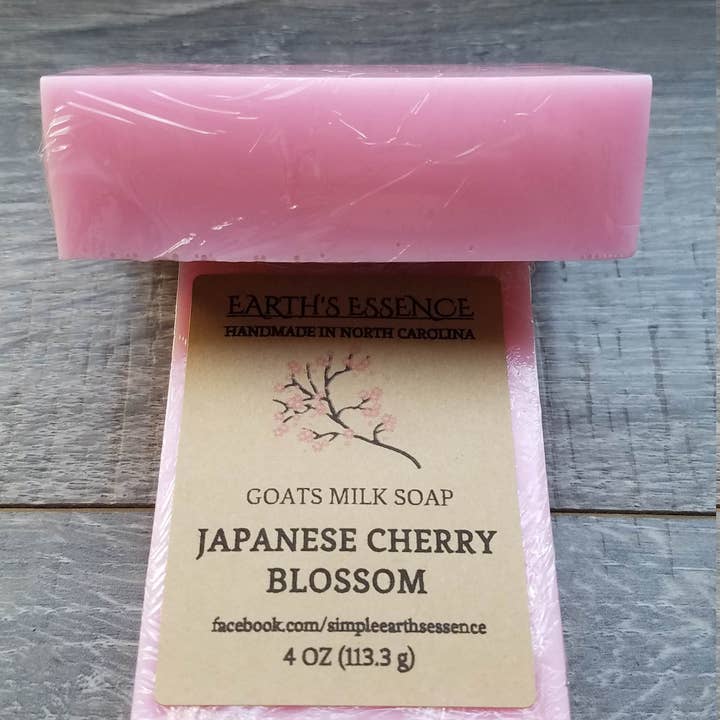 EARTH'S ESSENCE
HANDMADE IN NORTH CAROLINA
GOATS MILK SOAP
JAPANESE CHERRY
BLOSSOM
facebook.com/simpleearthsessence
4 OZ (113.3 g)